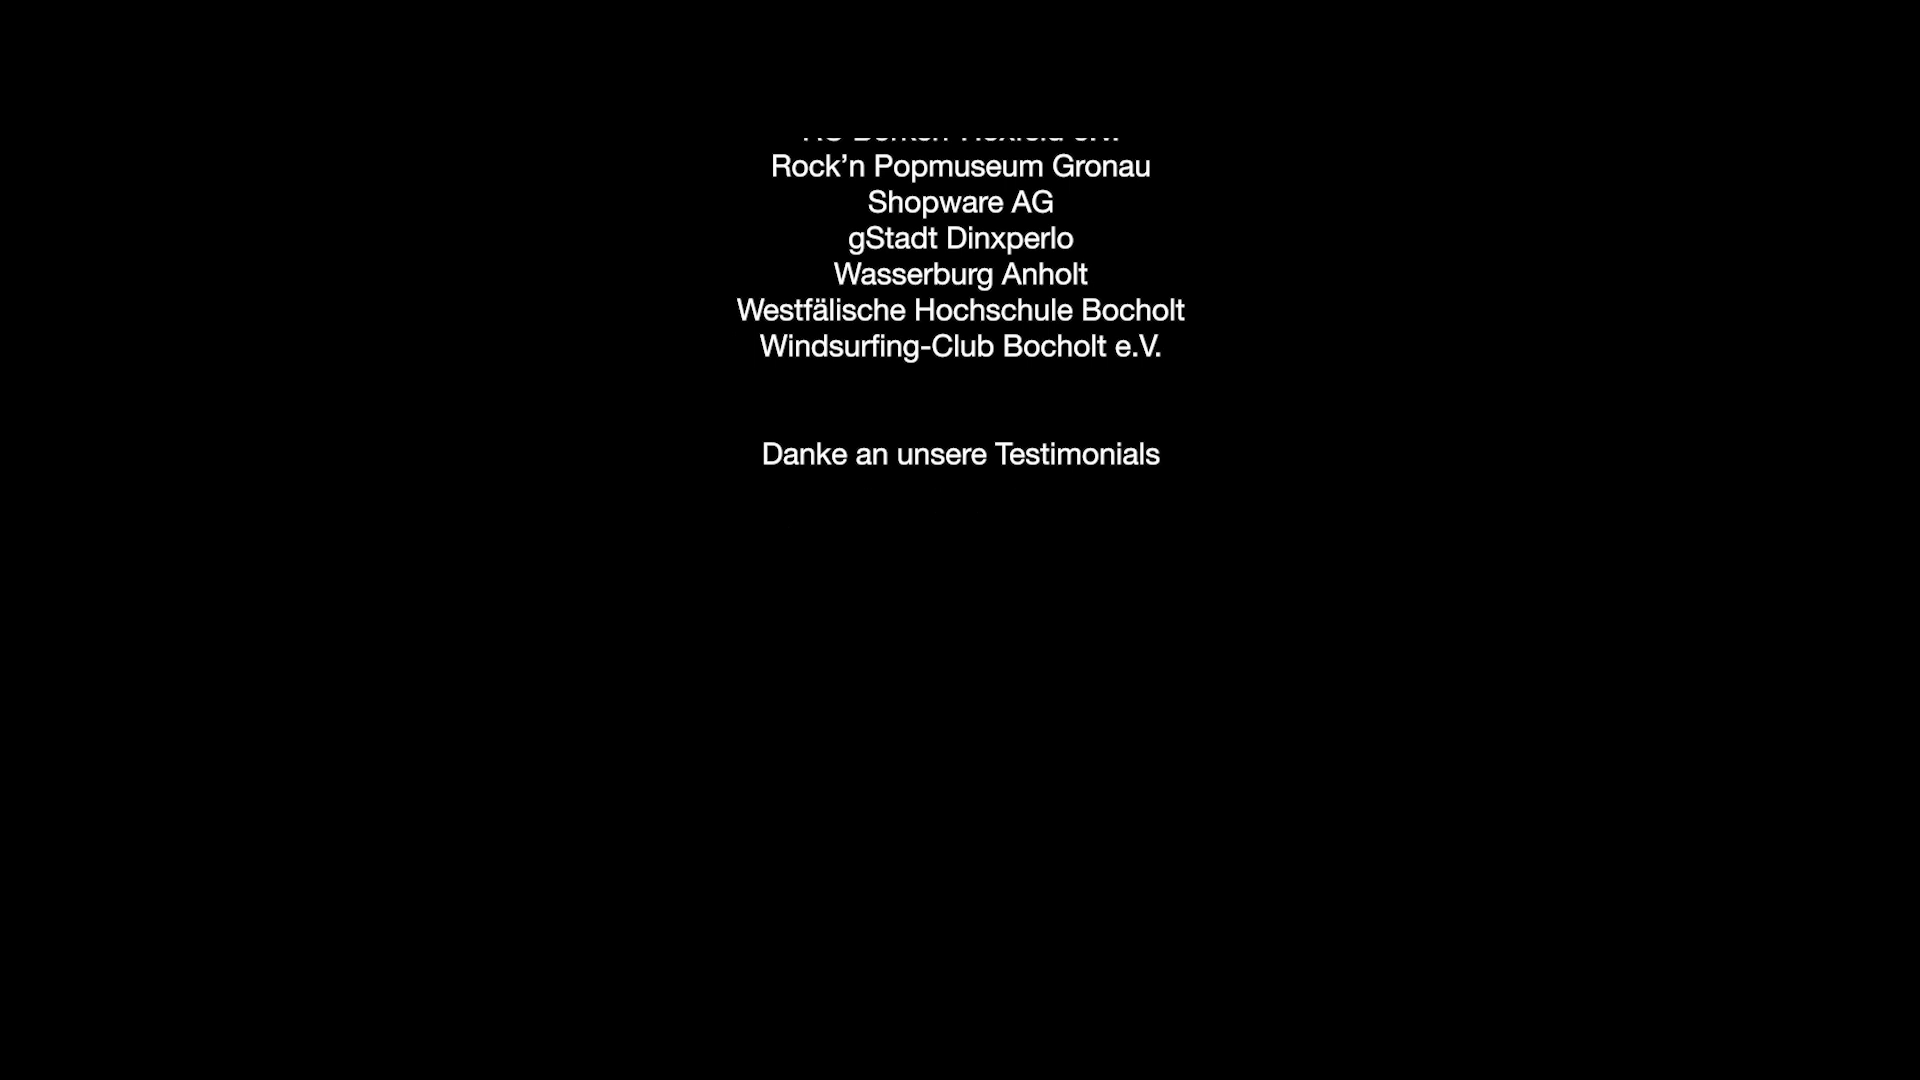 Rock’n Popmuseum Gronau
Shopware AG
gStadt Dinxperlo
Wasserburg Anholt
Westfälische Hochschule Bocholt
Windsurfing-Club Bocholt e.V.
Danke an unsere Testimonials